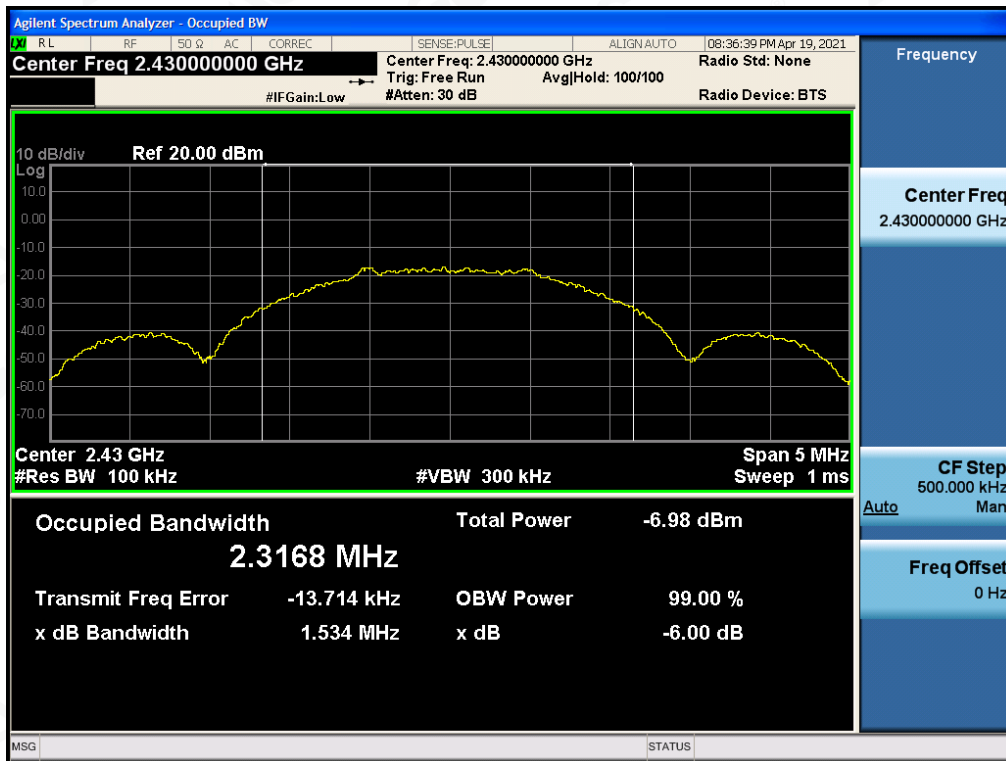 Agilent Spectrum Analyzer - Occupied BW
LXI RL RF 50 Ω AC CORREC SENSE:PULSE ALIGN AUTO 08:36:39 PM Apr 19, 2021
Center Freq 2.430000000 GHz
Center Freq: 2.430000000 GHz Radio Std: None
Trig: Free Run Avg|Hold: 100/100
#IFGain:Low #Atten: 30 dB Radio Device: BTS
10 dB/div Ref 20.00 dBm
Log
10.0
0.00
-10.0
-20.0
-30.0
-40.0
-50.0
-60.0
-70.0
Center 2.43 GHz Span 5 MHz
#Res BW 100 kHz #VBW 300 kHz Sweep 1 ms
Occupied Bandwidth Total Power -6.98 dBm
2.3168 MHz
Transmit Freq Error -13.714 kHz OBW Power 99.00 %
x dB Bandwidth 1.534 MHz x dB -6.00 dB
Frequency
Center Freq
2.430000000 GHz
CF Step
500.000 kHz
Auto Man
Freq Offset
0 Hz
MSG STATUS